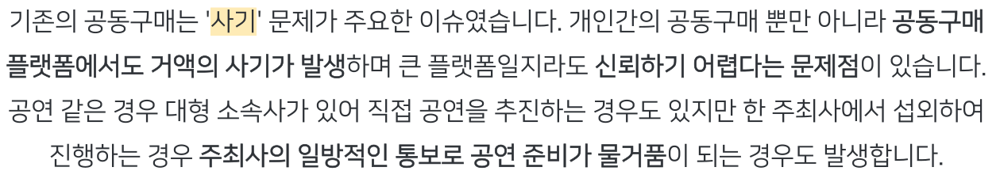 기존의 공동구매는 '사기' 문제가 주요한 이슈였습니다. 개인간의 공동구매 뿐만 아니라 공동구매
플랫폼에서도 거액의 사기가 발생하며 큰 플랫폼일지라도 신뢰하기 어렵다는 문제점이 있습니다.
공연 같은 경우 대형 소속사가 있어 직접 공연을 추진하는 경우도 있지만 한 주최사에서 섭외하여
진행하는 경우 주최사의 일방적인 통보로 공연 준비가 물거품이 되는 경우도 발생합니다.